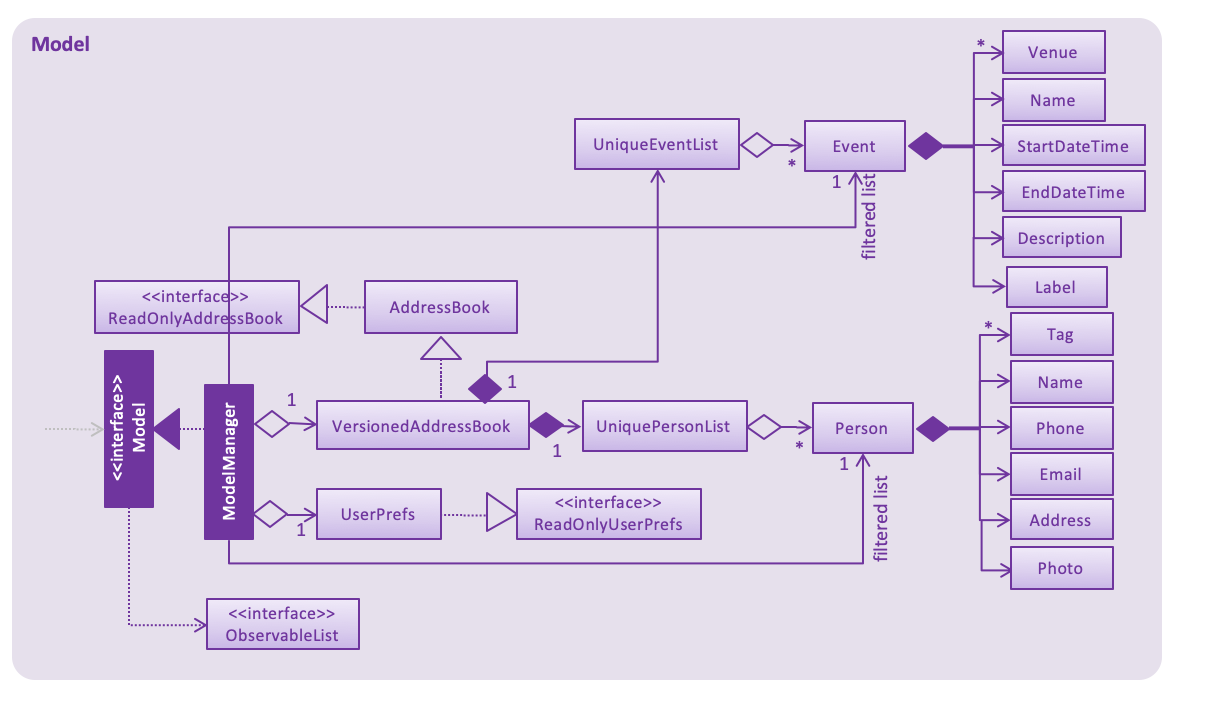 Model
*
Venue
Name
UniqueEventList
*
Event
StartDateTime
EndDateTime
1
filtered list
Description
Label
<<interface>>
ReadOnlyAddressBook
AddressBook
*
Tag
Name
<<interface>>
Model
ModelManager
1
1
VersionedAddressBook
1
UniquePersonList
*
Person
Phone
1
filtered list
Email
1
UserPrefs
<<interface>>
ReadOnlyUserPrefs
Address
Photo
<<interface>>
ObservableList